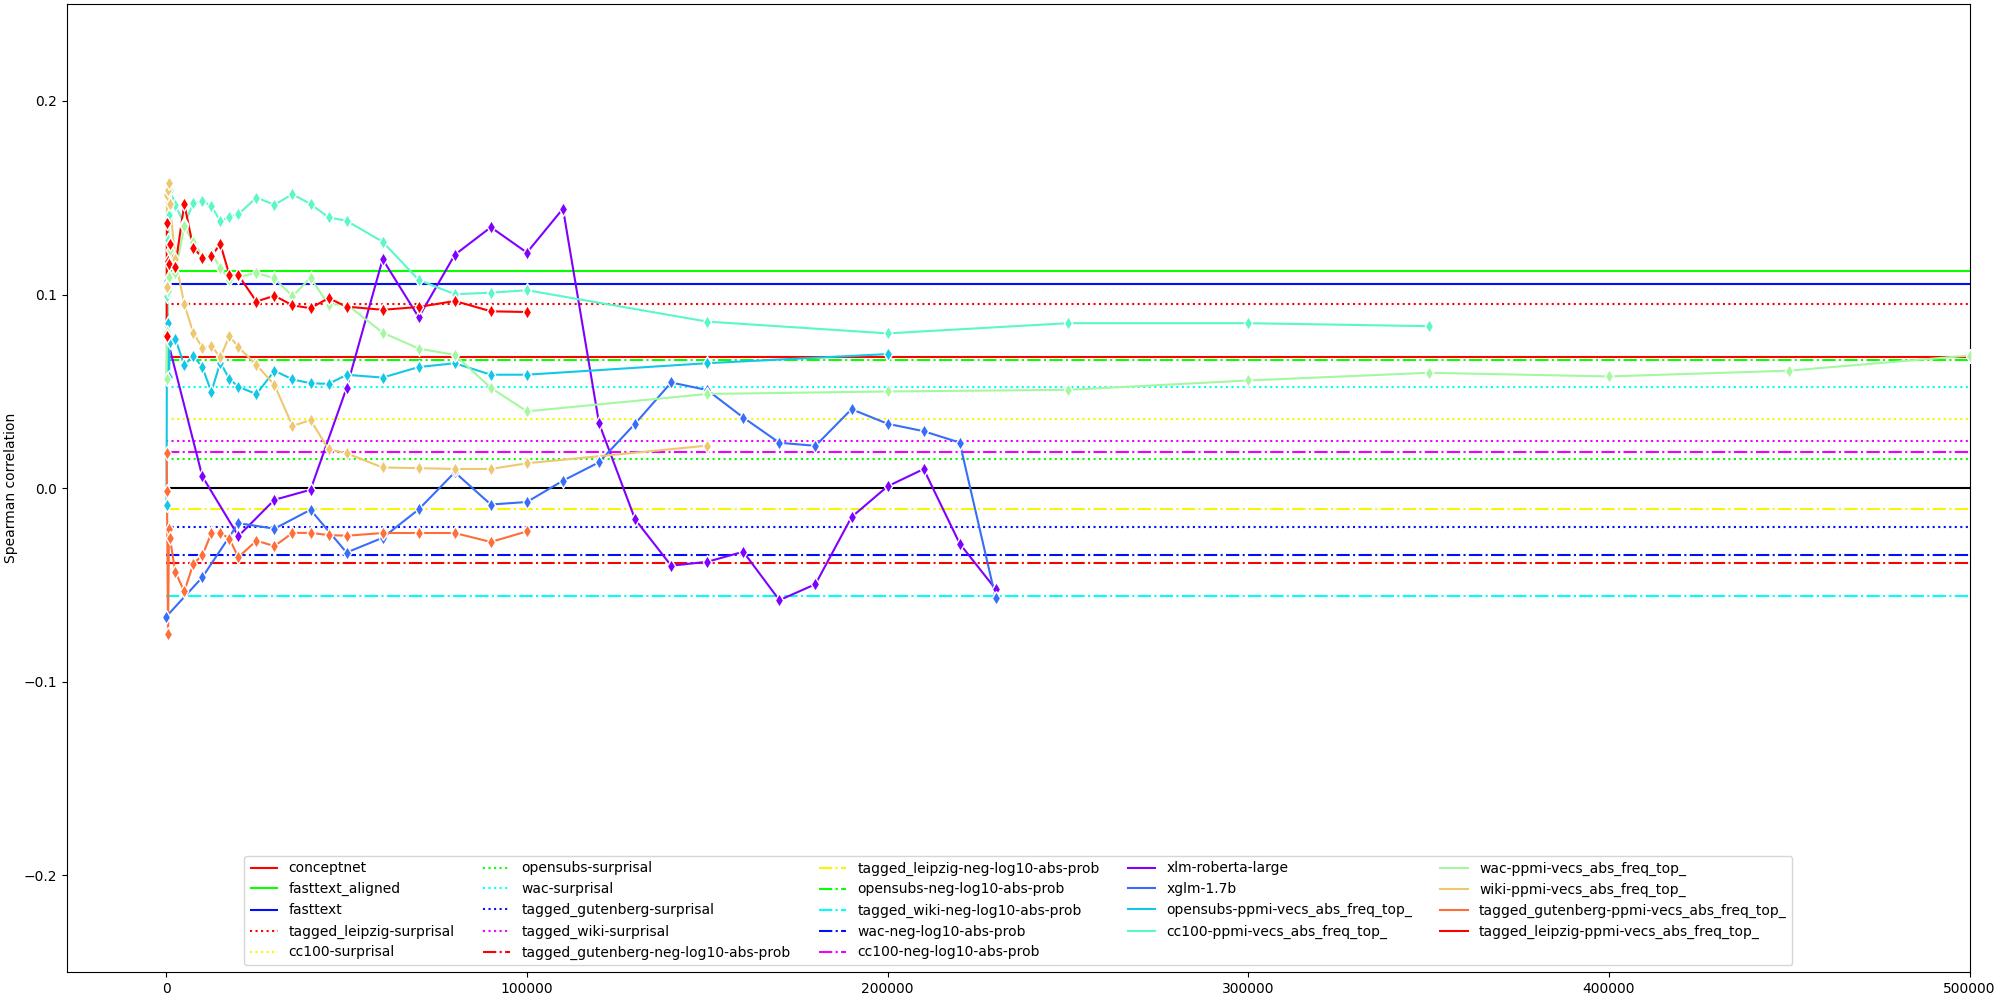 0.2
0.1
0.0
−0.1
−0.2
Spearman correlation
0
100000
200000
300000
400000
500000
conceptnet
fasttext_aligned
fasttext
tagged_leipzig-surprisal
cc100-surprisal
opensubs-surprisal
wac-surprisal
tagged_gutenberg-surprisal
tagged_wiki-surprisal
tagged_gutenberg-neg-log10-abs-prob
tagged_leipzig-neg-log10-abs-prob
opensubs-neg-log10-abs-prob
tagged_wiki-neg-log10-abs-prob
wac-neg-log10-abs-prob
cc100-neg-log10-abs-prob
xlm-roberta-large
xglm-1.7b
opensubs-ppmi-vecs_abs_freq_top_
cc100-ppmi-vecs_abs_freq_top_
wac-ppmi-vecs_abs_freq_top_
wiki-ppmi-vecs_abs_freq_top_
tagged_gutenberg-ppmi-vecs_abs_freq_top_
tagged_leipzig-ppmi-vecs_abs_freq_top_